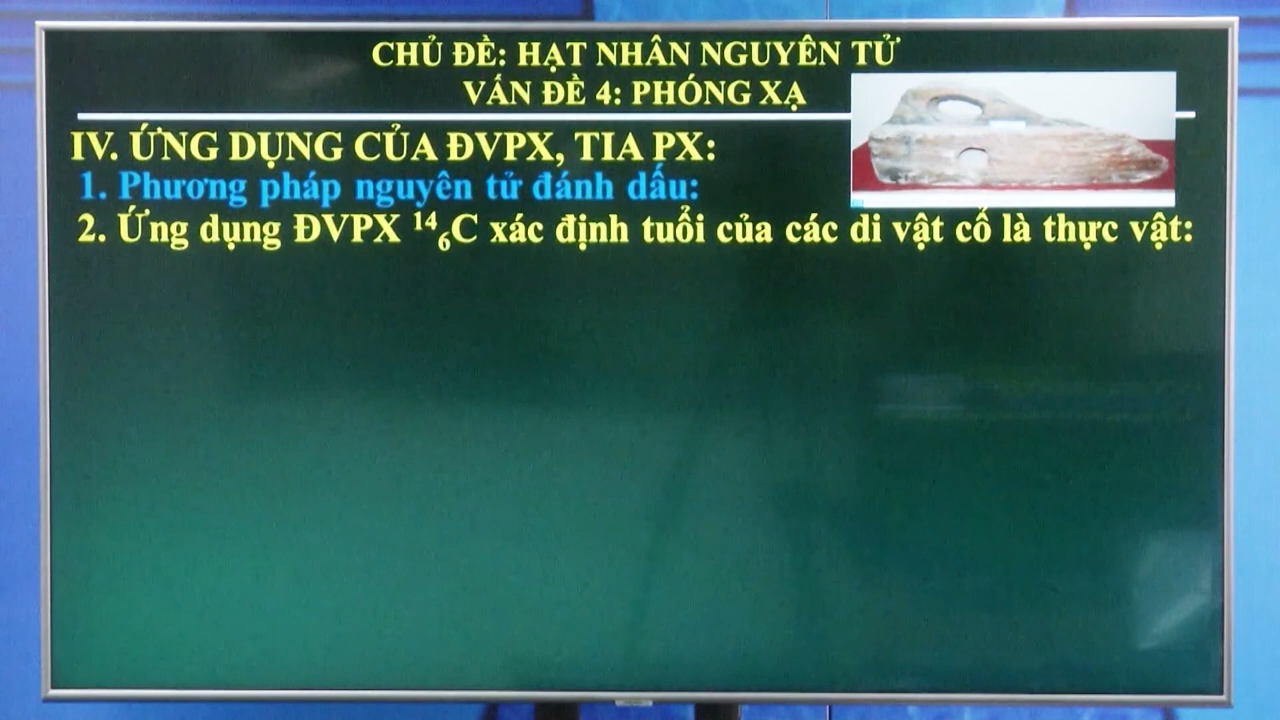 CHỦ ĐỀ: HẠT NHÂN NGUYÊN TỬ
VẤN ĐỀ 4: PHÓNG XẠ
IV. ỨNG DỤNG CỦA ĐVPX, TIA PX:
1. Phương pháp nguyên tử đánh dấu:
2. Ứng dụng ĐVPX ¹⁴₆C xác định tuổi của các di vật cổ là thực vật: